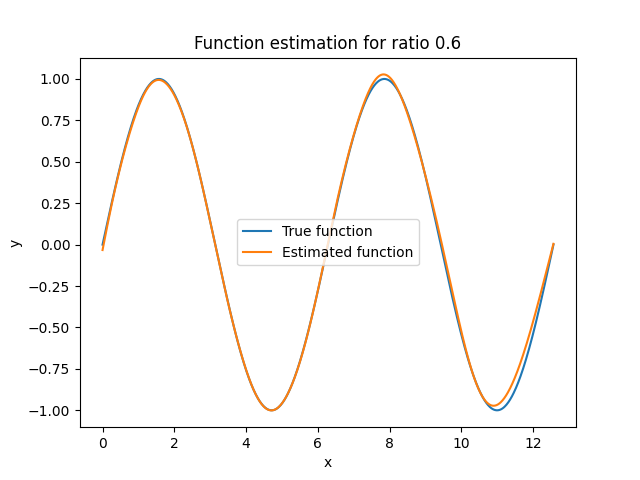 Function estimation for ratio 0.6
1.00
0.75
0.50
0.25
0.00
−0.25
−0.50
−0.75
−1.00
y
True function
Estimated function
0 2 4 6 8 10 12
x